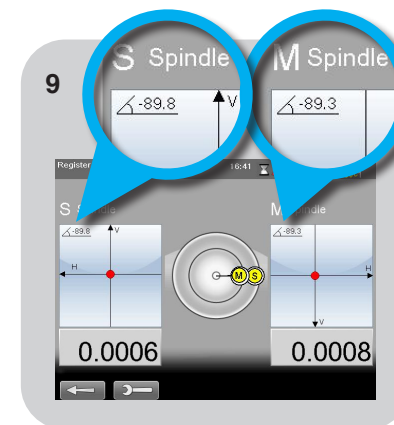 9
S Spindle
M Spindle
-89.8
V
-89.3
Register
16:41
S
M
-89.8
V
-89.3
H
H
V
M
S
0.0006
0.0008